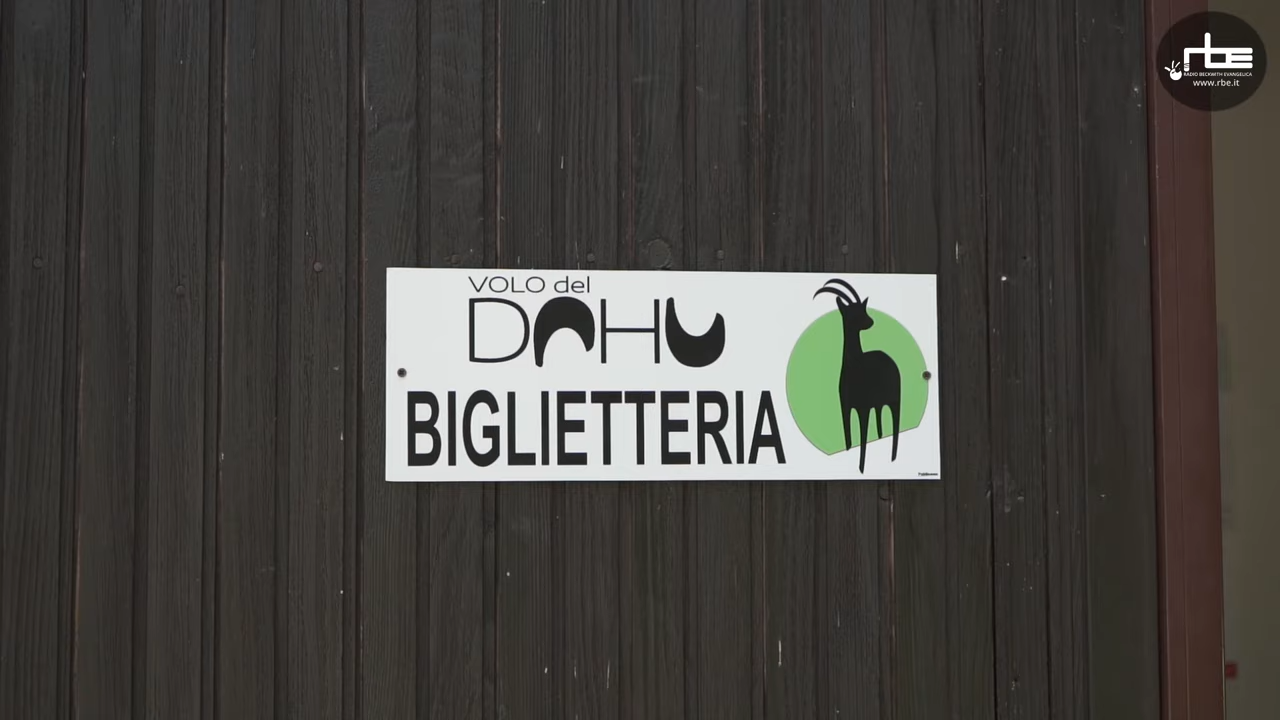 rbe
RADIO BECKWITH EVANGELICA
www.rbe.it
VOLO del
DAHU
BIGLIETTERIA